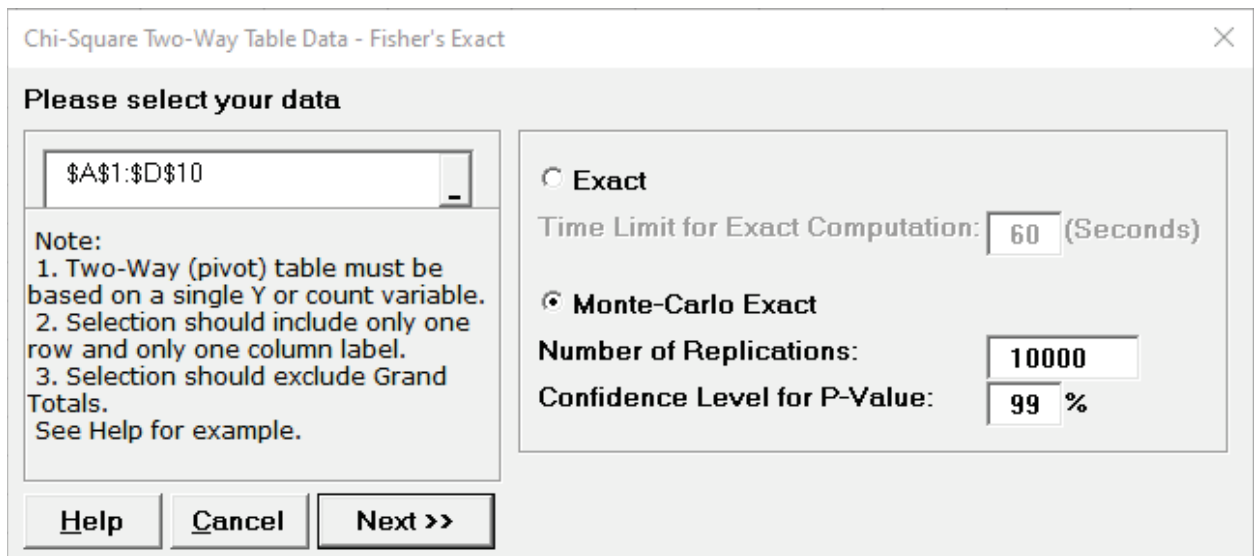 Chi-Square Two-Way Table Data - Fisher's Exact
Please select your data
$A$1:$D$10
Note:
1. Two-Way (pivot) table must be
based on a single Y or count variable.
2. Selection should include only one
row and only one column label.
3. Selection should exclude Grand
Totals.
See Help for example.
Exact
Time Limit for Exact Computation: 60 (Seconds)
Monte-Carlo Exact
Number of Replications: 10000
Confidence Level for P-Value: 99 %
Help Cancel Next >>